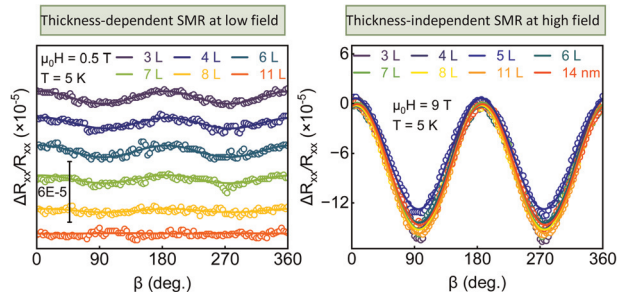 Thickness-dependent SMR at low field
μ₀H = 0.5 T
T = 5 K
3 L
4 L
6 L
7 L
8 L
11 L
6E-5
ΔRxx/Rxx (×10⁻⁵)
0
90
180
270
360
β (deg.)
Thickness-independent SMR at high field
3 L
4 L
5 L
6 L
7 L
8 L
11 L
14 nm
μ₀H = 9 T
T = 5 K
6
0
−6
−12
ΔRxx/Rxx (×10⁻⁵)
0
90
180
270
360
β (deg.)